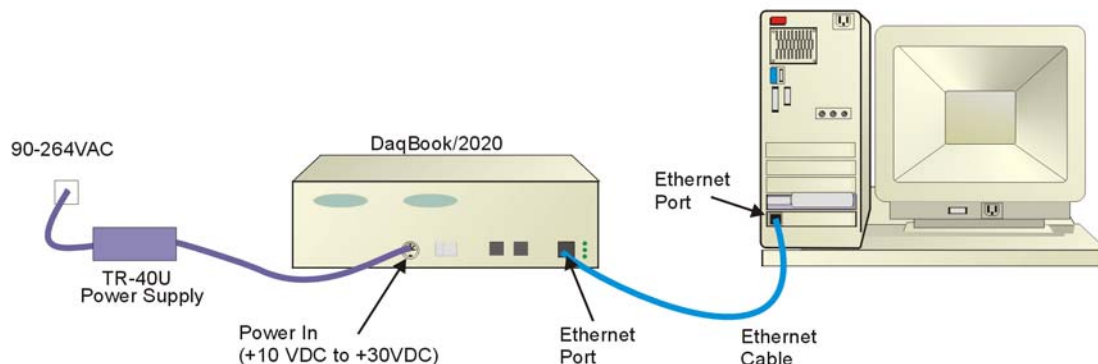 90-264VAC
DaqBook/2020
Ethernet
Port
TR-40U
Power Supply
Power In
(+10 VDC to +30VDC)
Ethernet
Port
Ethernet
Cable